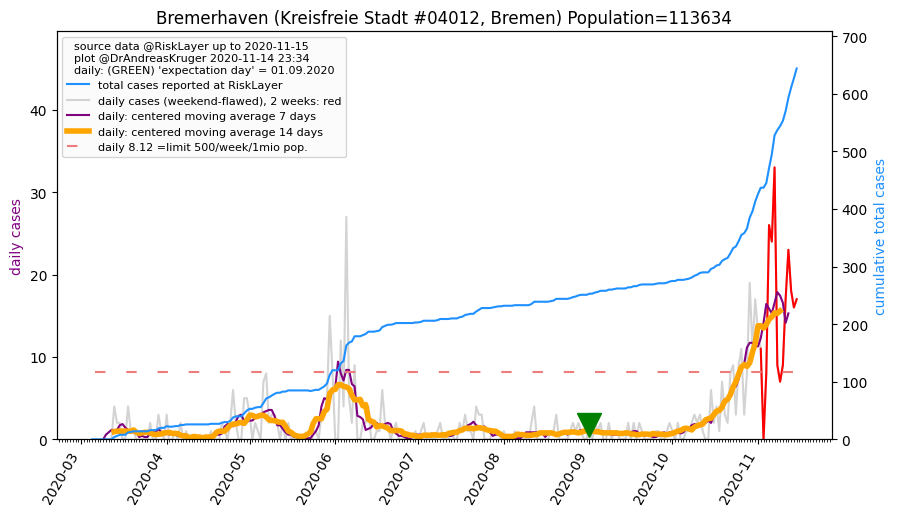 Bremerhaven (Kreisfreie Stadt #04012, Bremen) Population=113634
source data @RiskLayer up to 2020-11-15
plot @DrAndreasKruger 2020-11-14 23:34
daily: (GREEN) 'expectation day' = 01.09.2020
total cases reported at RiskLayer
daily cases (weekend-flawed), 2 weeks: red
daily: centered moving average 7 days
daily: centered moving average 14 days
daily 8.12 =limit 500/week/1mio pop.
daily cases
40
30
20
10
0
700
600
500
400
300
200
100
0
cumulative total cases
2020-03
2020-04
2020-05
2020-06
2020-07
2020-08
2020-09
2020-10
2020-11